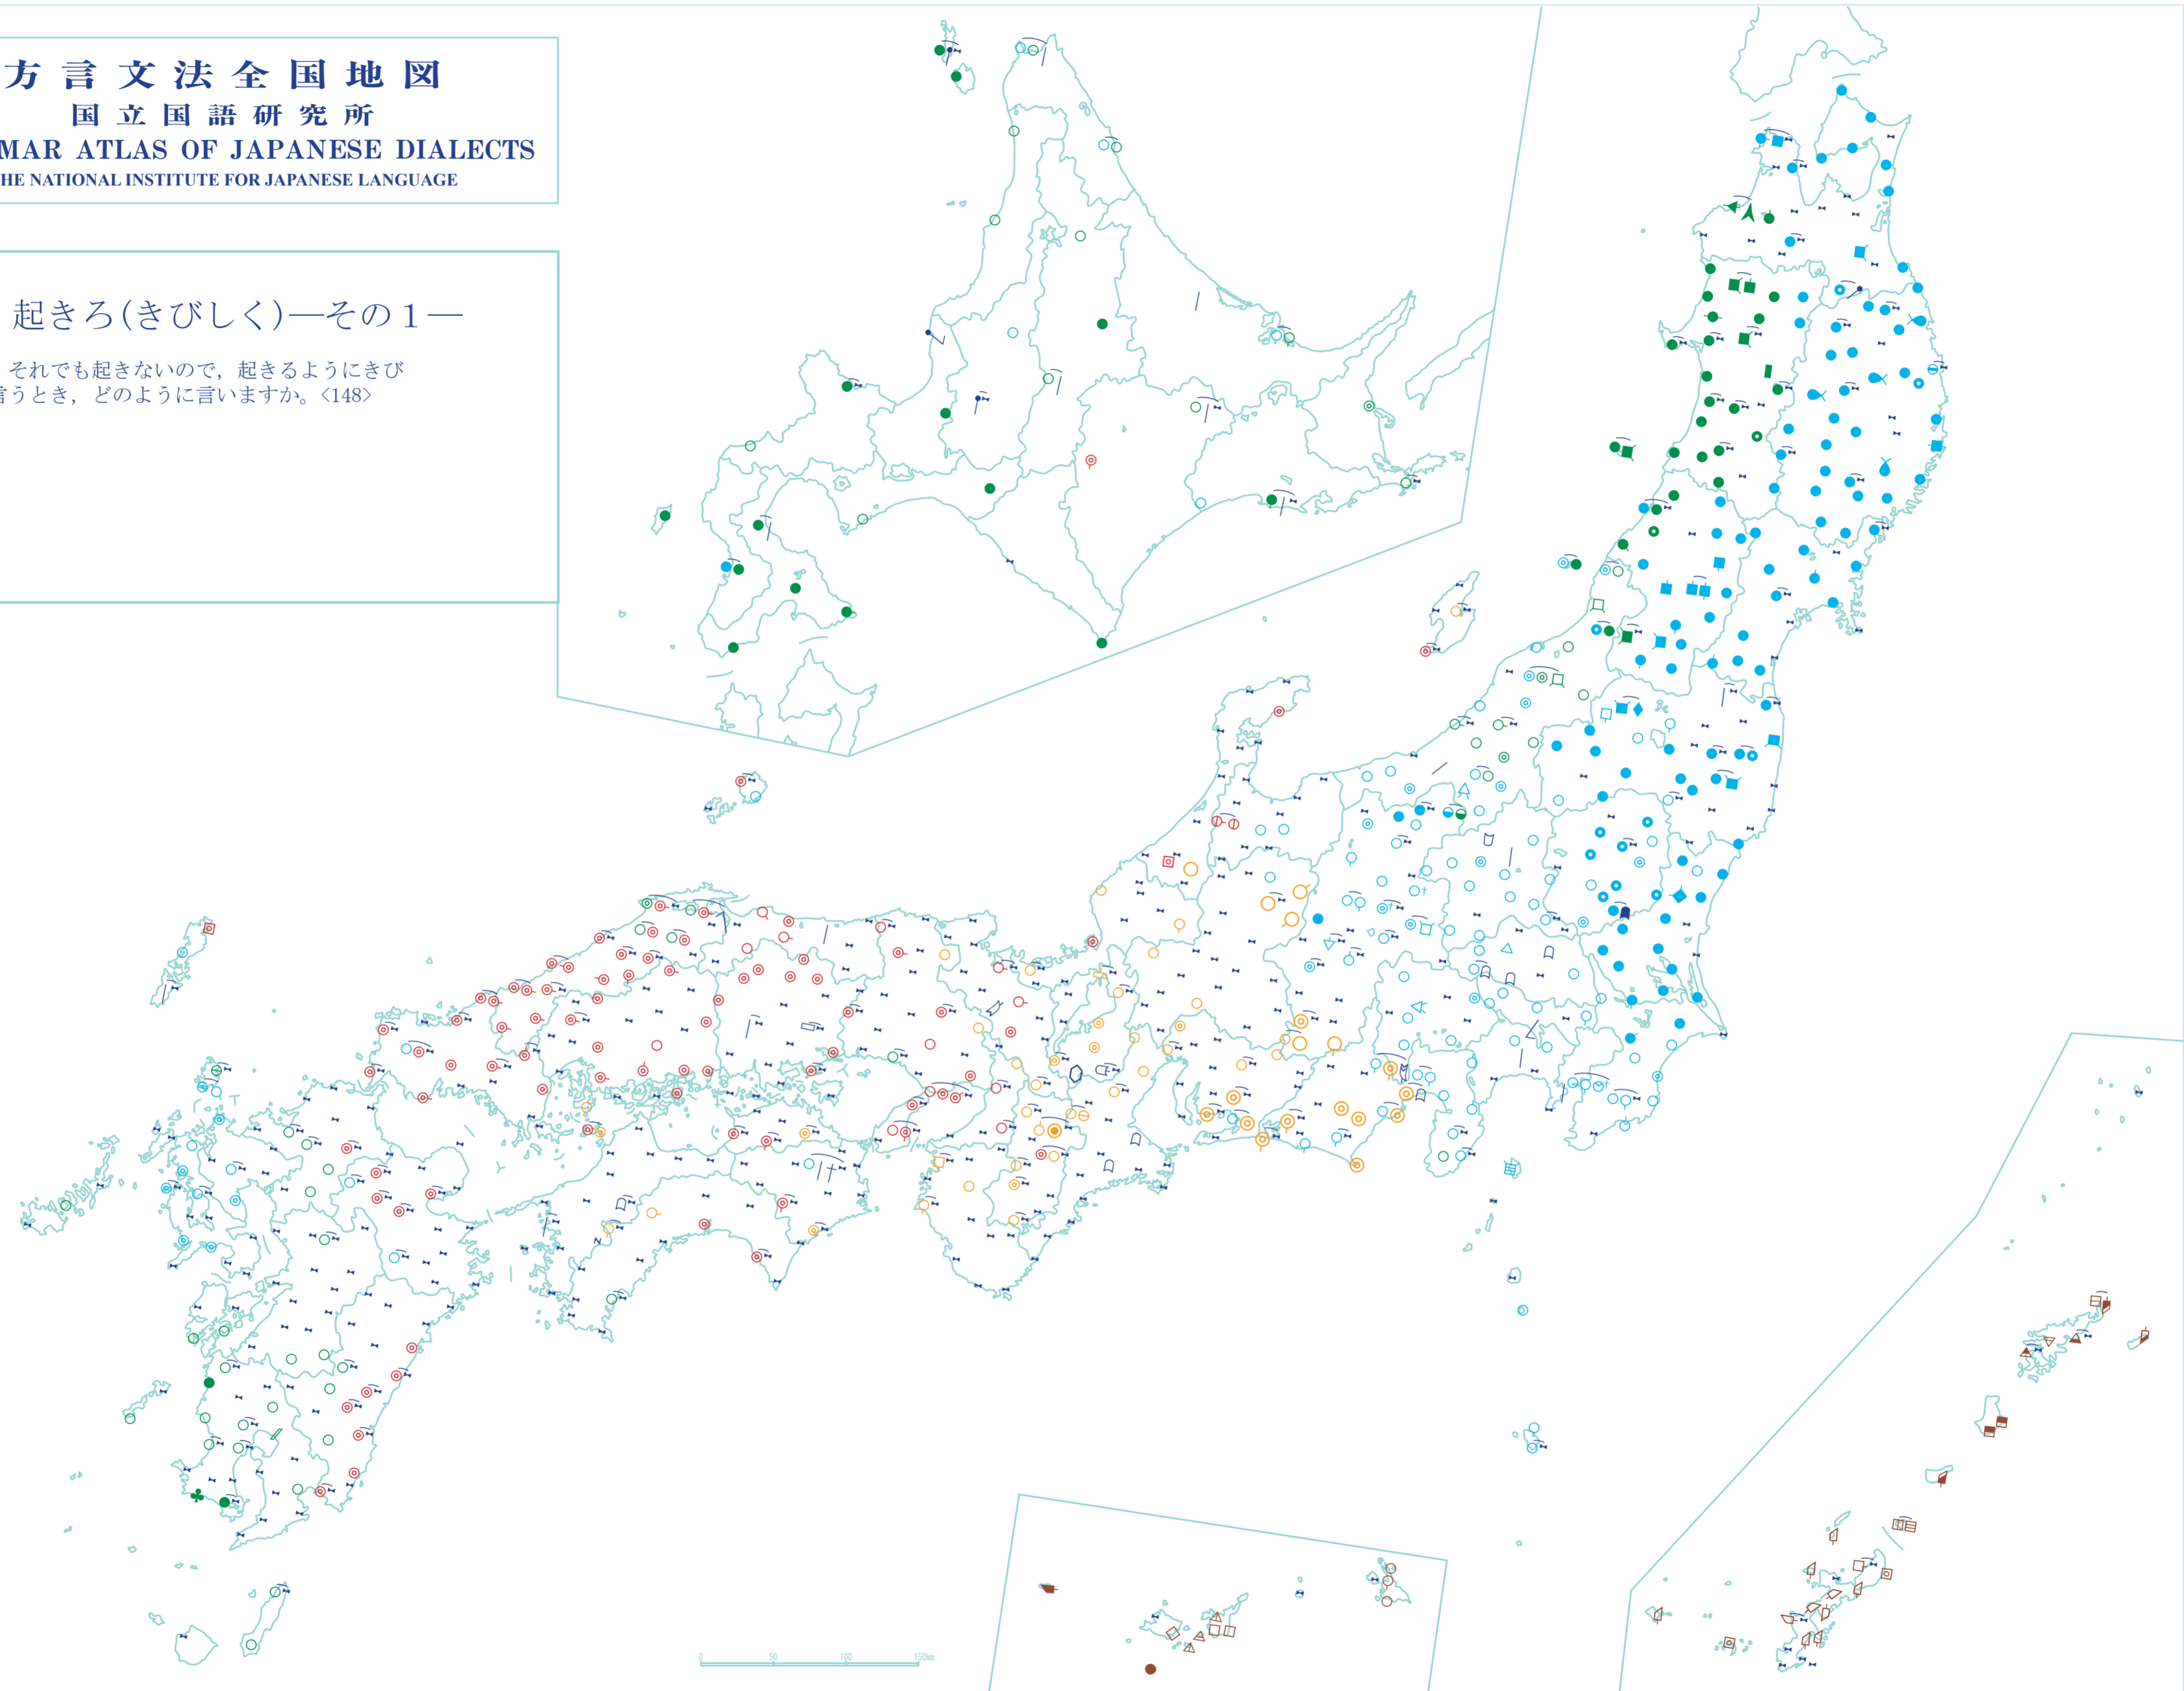 方言文法全国地図
国立国語研究所
MAR ATLAS OF JAPANESE DIALECTS
HE NATIONAL INSTITUTE FOR JAPANESE LANGUAGE
起きろ(きびしく)―その1―
それでも起きないので，起きるようにきび
言うとき，どのように言いますか。〈148〉
0 50 100 150km